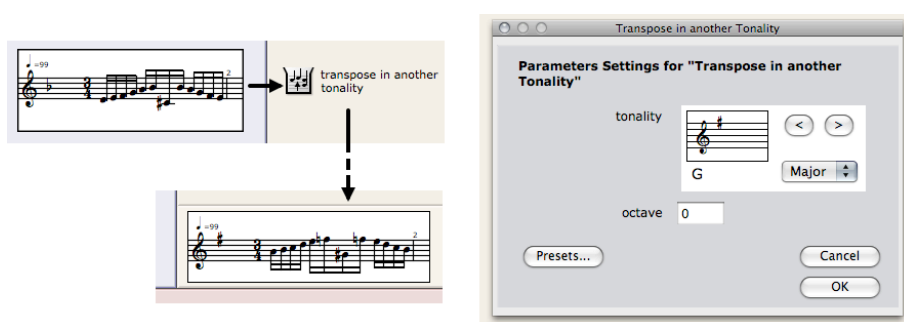 =99
3
4
2
transpose in another
tonality
=99
3
4
2
Transpose in another Tonality
Parameters Settings for "Transpose in another
Tonality"
tonality
< >
G
Major
octave 0
Presets...
Cancel
OK